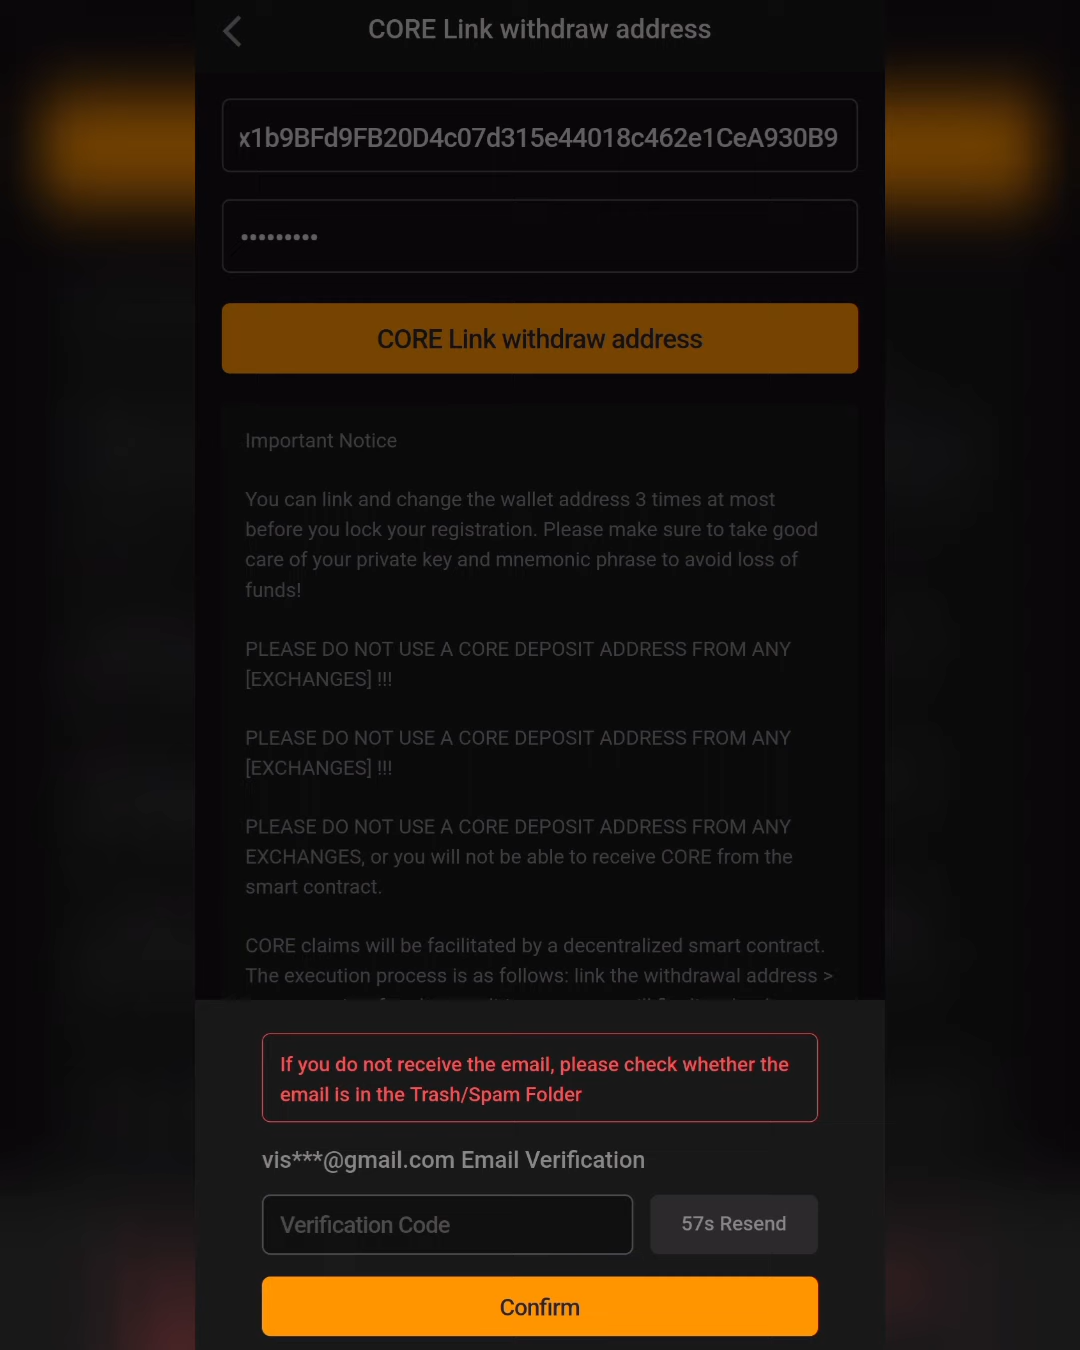 CORE Link withdraw address
x1b9BFd9FB20D4c07d315e44018c462e1CeA930B9
•••••••••
CORE Link withdraw address
Important Notice
You can link and change the wallet address 3 times at most
before you lock your registration. Please make sure to take good
care of your private key and mnemonic phrase to avoid loss of
funds!
PLEASE DO NOT USE A CORE DEPOSIT ADDRESS FROM ANY
[EXCHANGES] !!!
PLEASE DO NOT USE A CORE DEPOSIT ADDRESS FROM ANY
[EXCHANGES] !!!
PLEASE DO NOT USE A CORE DEPOSIT ADDRESS FROM ANY
EXCHANGES, or you will not be able to receive CORE from the
smart contract.
CORE claims will be facilitated by a decentralized smart contract.
The execution process is as follows: link the withdrawal address >
If you do not receive the email, please check whether the
email is in the Trash/Spam Folder
vis***@gmail.com Email Verification
Verification Code
57s Resend
Confirm